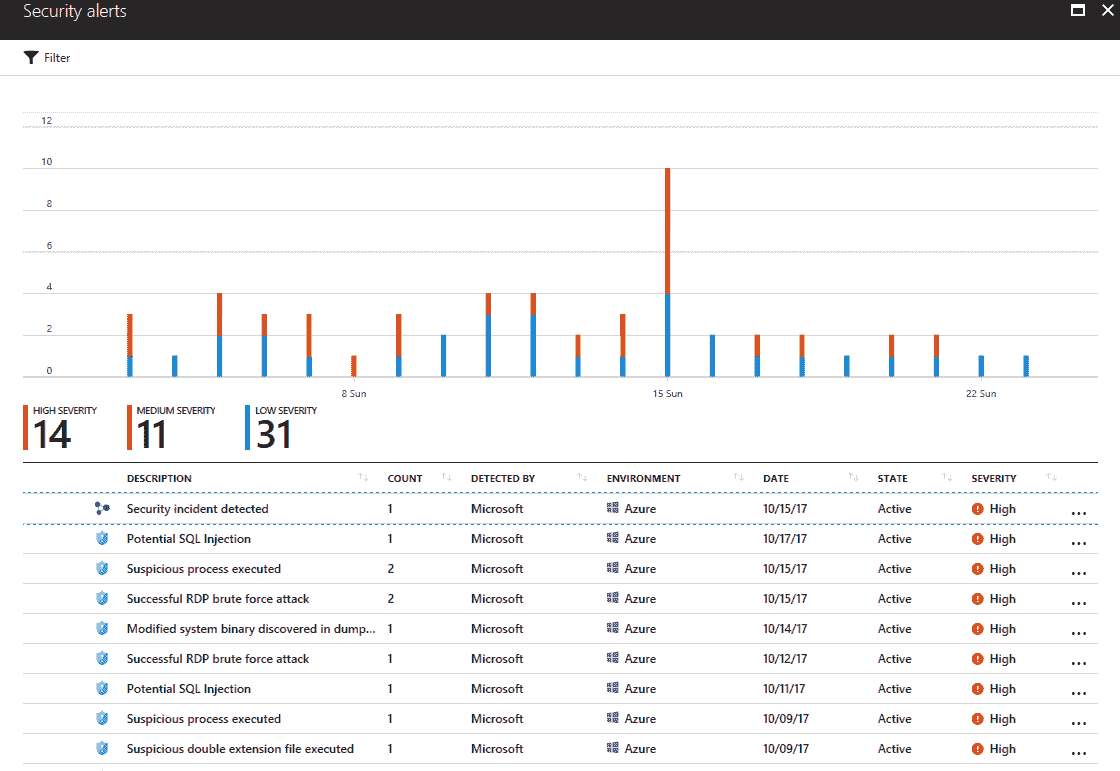 Security alerts
Filter
12
10
8
6
4
2
0
8 Sun 15 Sun 22 Sun
HIGH SEVERITY MEDIUM SEVERITY LOW SEVERITY
14 11 31
DESCRIPTION COUNT DETECTED BY ENVIRONMENT DATE STATE SEVERITY
Security incident detected 1 Microsoft Azure 10/15/17 Active High ...
Potential SQL Injection 1 Microsoft Azure 10/17/17 Active High ...
Suspicious process executed 2 Microsoft Azure 10/15/17 Active High ...
Successful RDP brute force attack 2 Microsoft Azure 10/15/17 Active High ...
Modified system binary discovered in dump... 1 Microsoft Azure 10/14/17 Active High ...
Successful RDP brute force attack 1 Microsoft Azure 10/12/17 Active High ...
Potential SQL Injection 1 Microsoft Azure 10/11/17 Active High ...
Suspicious process executed 1 Microsoft Azure 10/09/17 Active High ...
Suspicious double extension file executed 1 Microsoft Azure 10/09/17 Active High ...